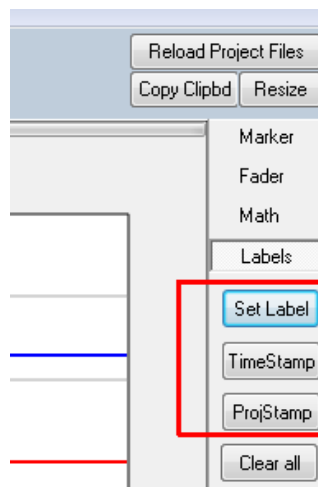 Reload Project Files
Copy Clipbd Resize
Marker
Fader
Math
Labels
Set Label
TimeStamp
ProjStamp
Clear all